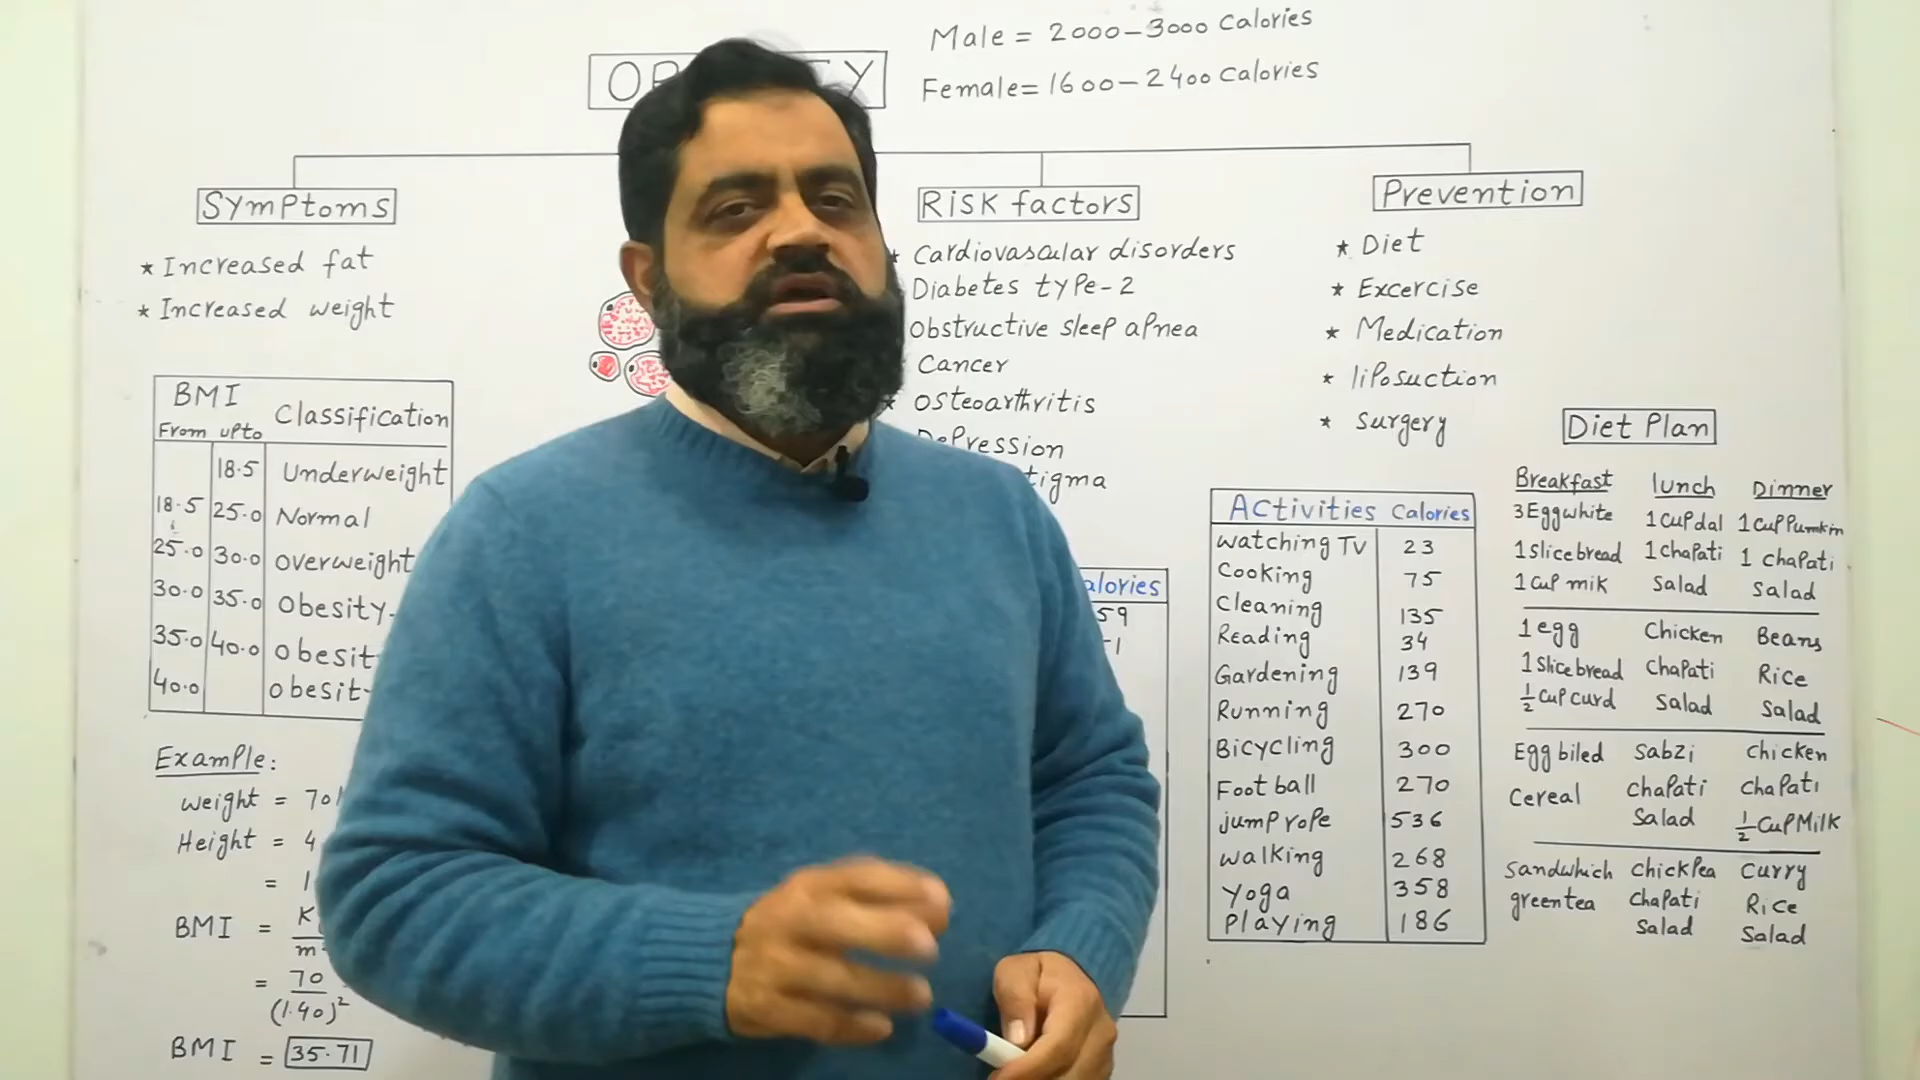 Male = 2000-3000 Calories
Female = 1600-2400 Calories
Symptoms
* Increased fat
* Increased weight
BMI Classification
From upto
18.5 Underweight
18.5 25.0 Normal
25.0 30.0 overweight
30.0 35.0 Obesity
35.0 40.0
40.0
Example:
weight = 70
Height = 4
= 1
BMI =
= 70
(1.40)²
BMI = 35.71
Risk factors
* Cardiovascular disorders
Diabetes type-2
Obstructive sleep apnea
Cancer
* Osteoarthritis
Depression
Prevention
* Diet
* Excercise
* Medication
* liposuction
* Surgery
59
Activities Calories
watching TV 23
Cooking 75
Cleaning 135
Reading 34
Gardening 139
Running 270
Bicycling 300
Foot ball 270
jump rope 536
walking 268
Yoga 358
Playing 186
Diet Plan
Breakfast lunch Dinner
3 Egg white 1 cup dal 1 cup Pumkin
1 slice bread 1 chapati 1 chapati
1 cup mik Salad Salad
1 egg Chicken Beans
1 slice bread Chapati Rice
½ cup curd Salad Salad
Egg biled Sabzi chicken
Cereal chapati chapati
Salad ½ cup Milk
Sandwhich Chickpea Curry
green tea Chapati Rice
Salad Salad